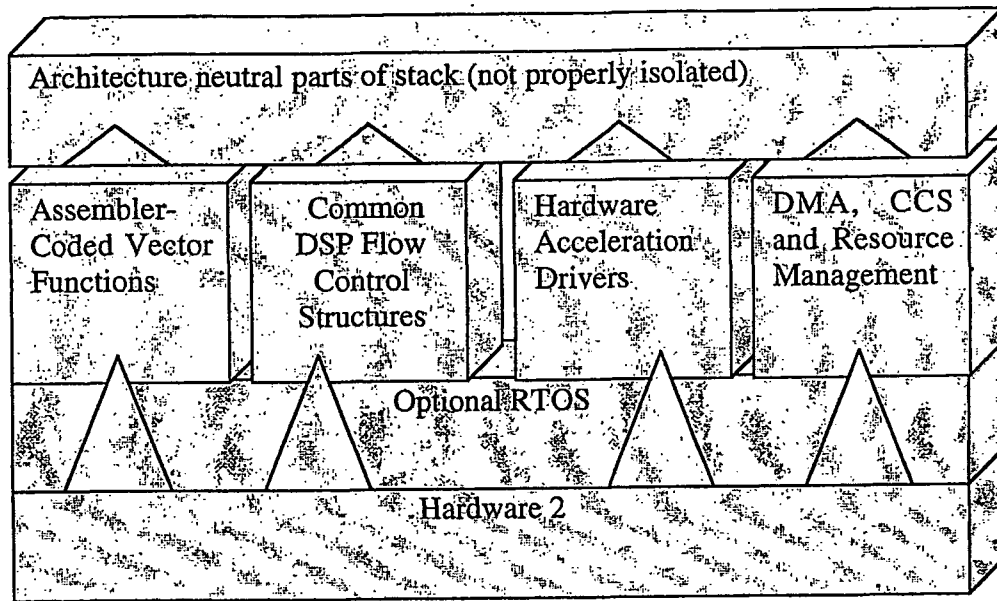 Architecture neutral parts of stack (not properly isolated)
Assembler-
Coded Vector
Functions
Common
DSP Flow
Control
Structures
Hardware
Acceleration
Drivers
DMA, CCS
and Resource
Management
Optional RTOS
Hardware 2